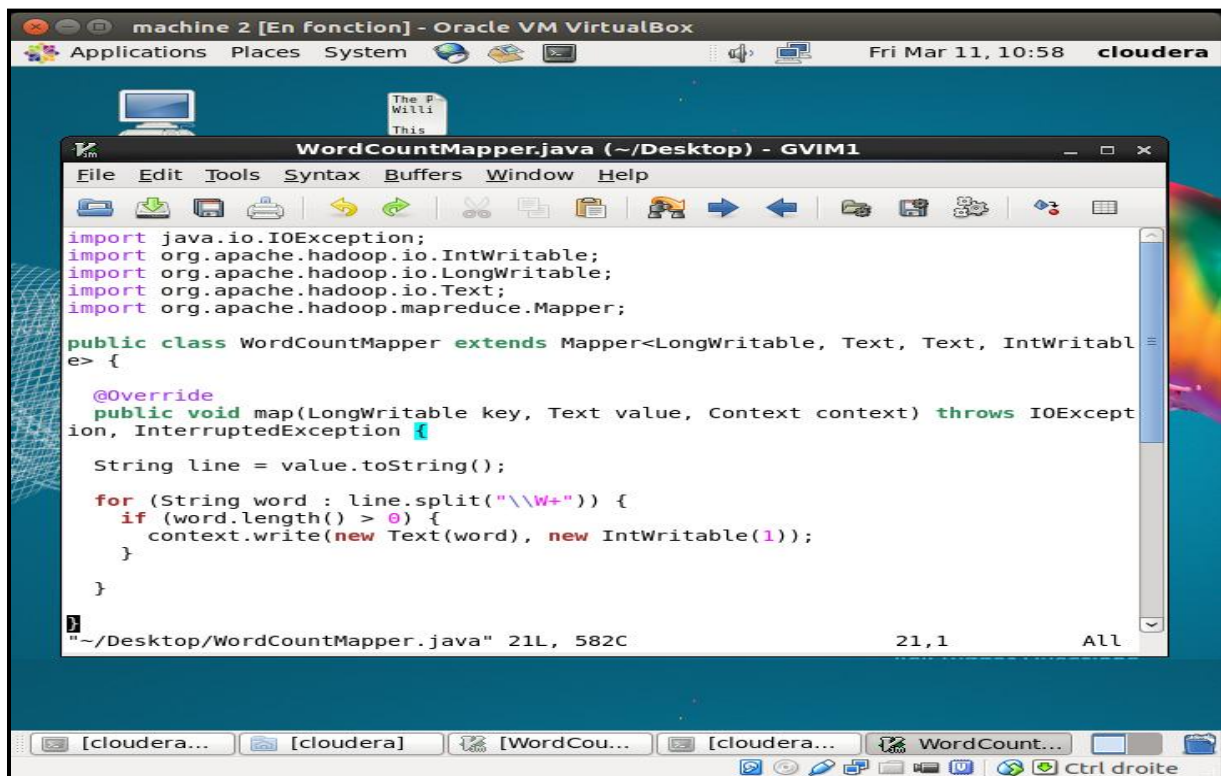 machine 2 [En fonction] - Oracle VM VirtualBox
Applications Places System Fri Mar 11, 10:58 cloudera
The P
Willi
This
WordCountMapper.java (~/Desktop) - GVIM1
File Edit Tools Syntax Buffers Window Help
import java.io.IOException;
import org.apache.hadoop.io.IntWritable;
import org.apache.hadoop.io.LongWritable;
import org.apache.hadoop.io.Text;
import org.apache.hadoop.mapreduce.Mapper;
public class WordCountMapper extends Mapper<LongWritable, Text, Text, IntWritabl
e> {
@Override
public void map(LongWritable key, Text value, Context context) throws IOExcept
ion, InterruptedException {
String line = value.toString();
for (String word : line.split("\\W+")) {
if (word.length() > 0) {
context.write(new Text(word), new IntWritable(1));
}
}
}
"~/Desktop/WordCountMapper.java" 21L, 582C 21,1 All
[cloudera... [cloudera] [WordCou... [cloudera... WordCount...
Ctrl droite